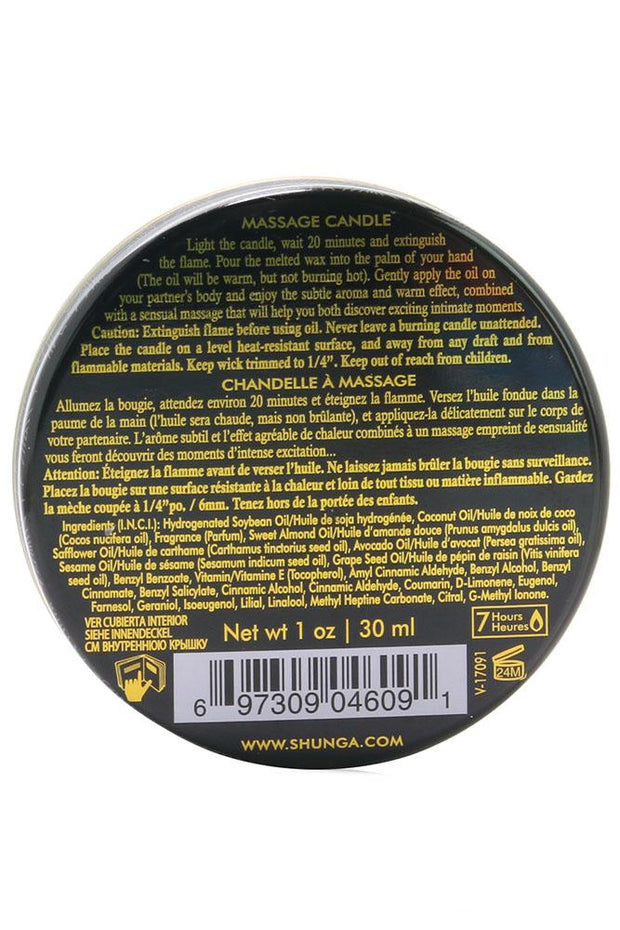 MASSAGE CANDLE
Light the candle, wait 20 minutes and extinguish
the flame. Pour the melted wax into the palm of your hand
(The oil will be warm, but not burning hot). Gently apply the oil on
your partner's body and enjoy the subtle aroma and warm effect, combined
with a sensual massage that will help you both discover exciting intimate moments.
Caution: Extinguish flame before using oil. Never leave a burning candle unattended.
Place the candle on a level heat-resistant surface, and away from any draft and from
flammable materials. Keep wick trimmed to 1/4". Keep out of reach from children.
CHANDELLE À MASSAGE
Allumez la bougie, attendez environ 20 minutes et éteignez la flamme. Versez l'huile fondue dans la
paume de la main (l'huile sera chaude, mais non brûlante), et appliquez-la délicatement sur le corps de
votre partenaire. L'arôme subtil et l'effet agréable de chaleur combinés à un massage empreint de sensualité
vous feront découvrir des moments d'intense excitation...
Attention: Éteignez la flamme avant de verser l'huile. Ne laissez jamais brûler la bougie sans surveillance.
Placez la bougie sur une surface résistante à la chaleur et loin de tout tissu ou matière inflammable. Gardez
la mèche coupée à 1/4"po. / 6mm. Tenez hors de la portée des enfants.
Ingredients (I.N.C.I.): Hydrogenated Soybean Oil/Huile de soja hydrogénée, Coconut Oil/Huile de noix de coco
(Cocos nucifera oil), Fragrance (Parfum), Sweet Almond Oil/Huile d'amande douce (Prunus amygdalus dulcis oil),
Safflower Oil/Huile de carthame (Carthamus tinctorius seed oil), Avocado Oil/Huile d'avocat (Persea gratissima oil),
Sesame Oil/Huile de sésame (Sesamum indicum seed oil), Grape Seed Oil/Huile de pépin de raisin (Vitis vinifera
seed oil), Benzyl Benzoate, Vitamin/Vitamine E (Tocopherol), Amyl Cinnamic Aldehyde, Benzyl Alcohol, Benzyl
Cinnamate, Benzyl Salicylate, Cinnamic Alcohol, Cinnamic Aldehyde, Coumarin, D-Limonene, Eugenol,
Farnesol, Geraniol, Isoeugenol, Lilial, Linalool, Methyl Heptine Carbonate, Citral, G-Methyl Ionone.
VER CUBIERTA INTERIOR
SIEHE INNENDECKEL
СМ ВНУТРЕННЮЮ КРЫШКУ
Net wt 1 oz | 30 ml
7 Hours
Heures
V-17091
24M
6 97309 04609 1
WWW.SHUNGA.COM